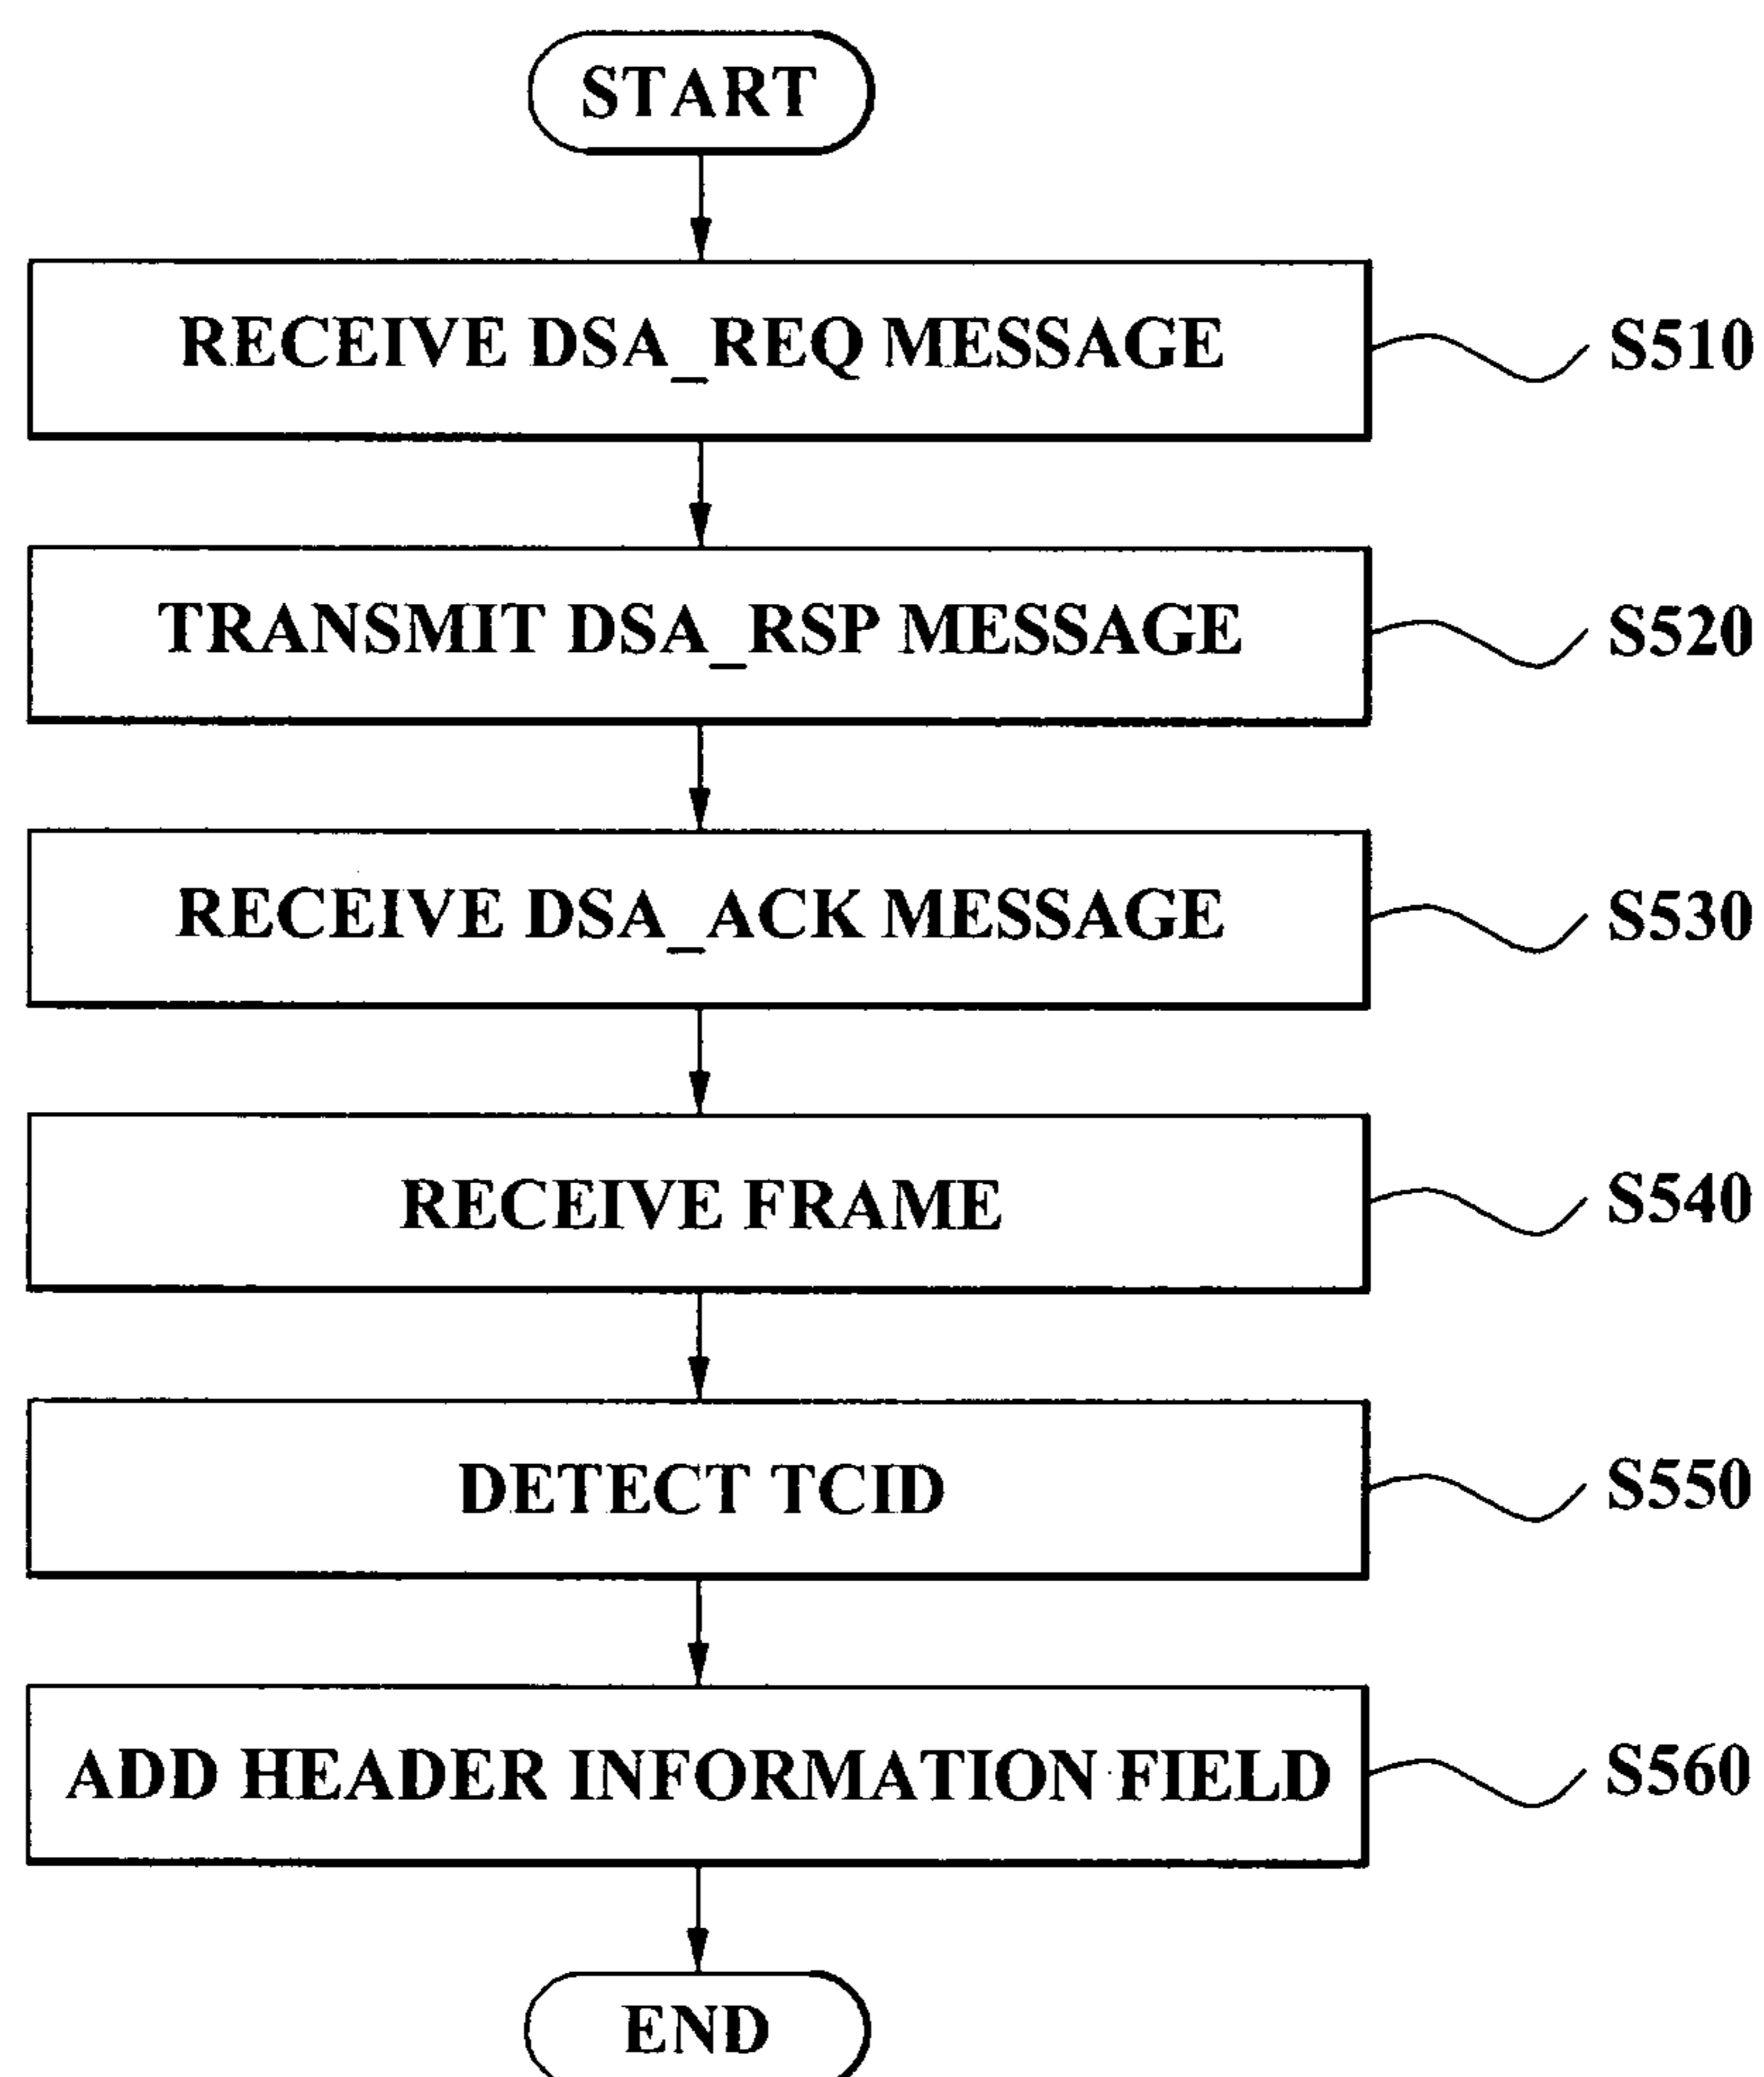 START
RECEIVE DSA_REQ MESSAGE S510
TRANSMIT DSA_RSP MESSAGE S520
RECEIVE DSA_ACK MESSAGE S530
RECEIVE FRAME S540
DETECT TCID S550
ADD HEADER INFORMATION FIELD S560
END